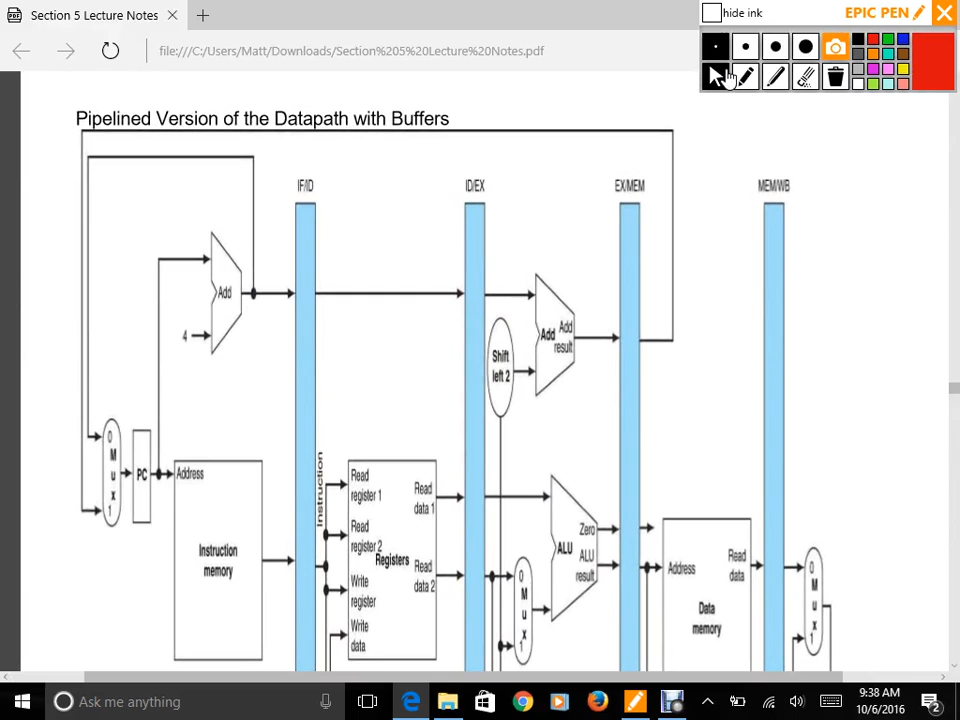 Section 5 Lecture Notes
hide ink
EPIC PEN
file:///C:/Users/Matt/Downloads/Section%205%20Lecture%20Notes.pdf
Pipelined Version of the Datapath with Buffers
IF/ID
ID/EX
EX/MEM
MEM/WB
Add
4
Shift
left 2
Add
Add
result
0
M
u
x
1
PC
Address
Instruction
memory
Instruction
Read
register 1
Read
register 2
Write
register
Write
data
Registers
Read
data 1
Read
data 2
0
M
u
x
1
ALU
Zero
ALU
result
Address
Read
data
Data
memory
0
M
u
x
1
Ask me anything
9:38 AM
10/6/2016
2